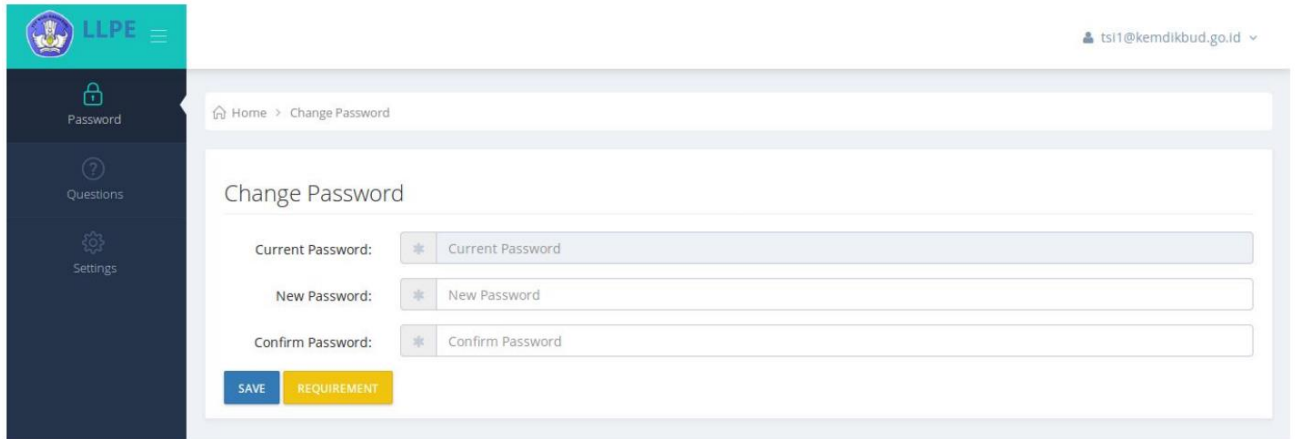 LLPE
tsi1@kemdikbud.go.id
Password
Home > Change Password
Questions
Change Password
Settings
Current Password: Current Password
New Password: New Password
Confirm Password: Confirm Password
SAVE REQUIREMENT